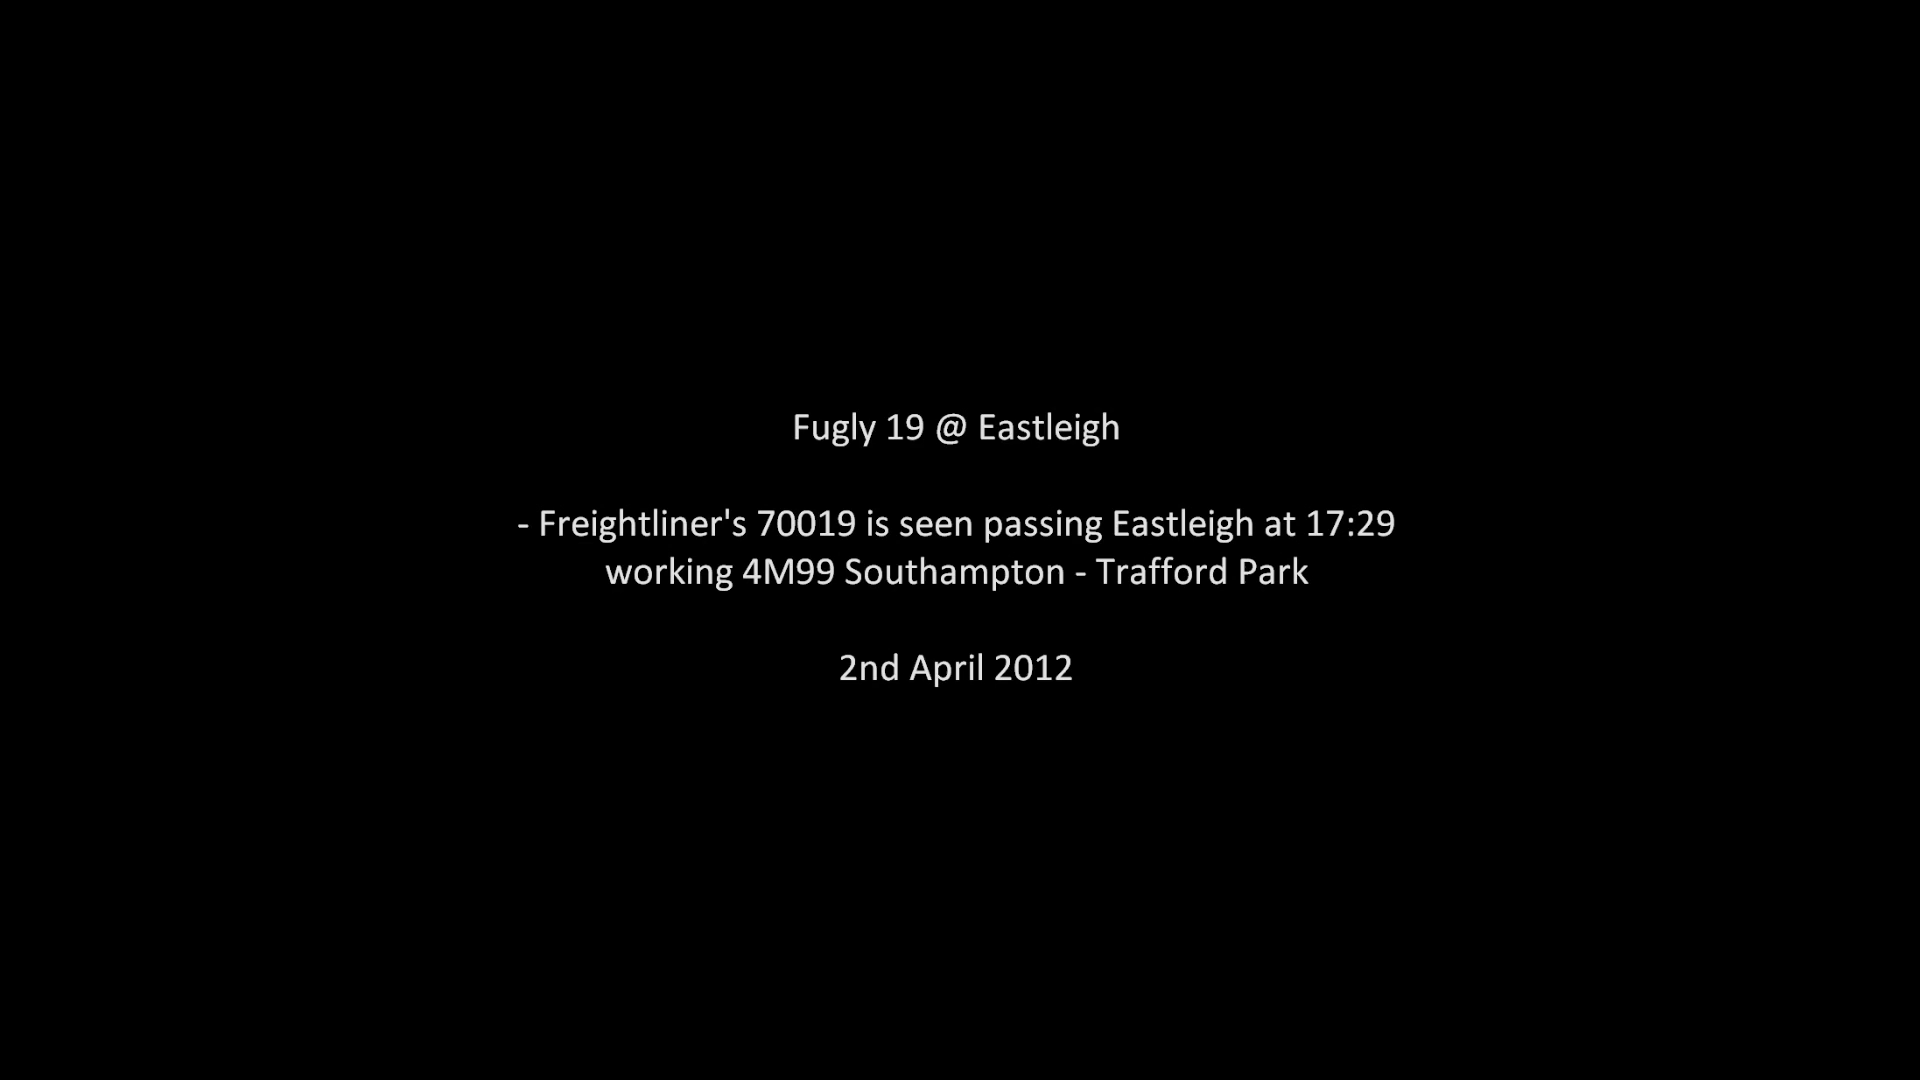 Fugly 19 @ Eastleigh
- Freightliner's 70019 is seen passing Eastleigh at 17:29
working 4M99 Southampton - Trafford Park
2nd April 2012